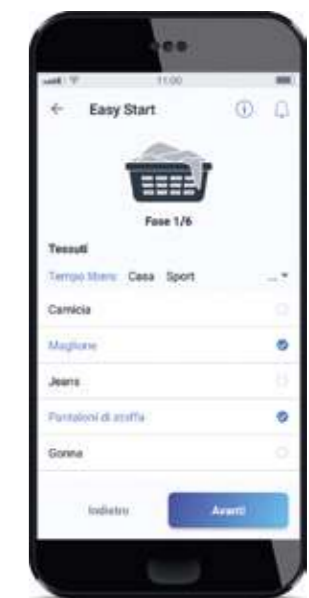 11:00
Easy Start
Fase 1/6
Tessuti
Tempo libero Casa Sport ...
Camicia
Maglione
Jeans
Pantaloni di stoffa
Gonna
Indietro Avanti